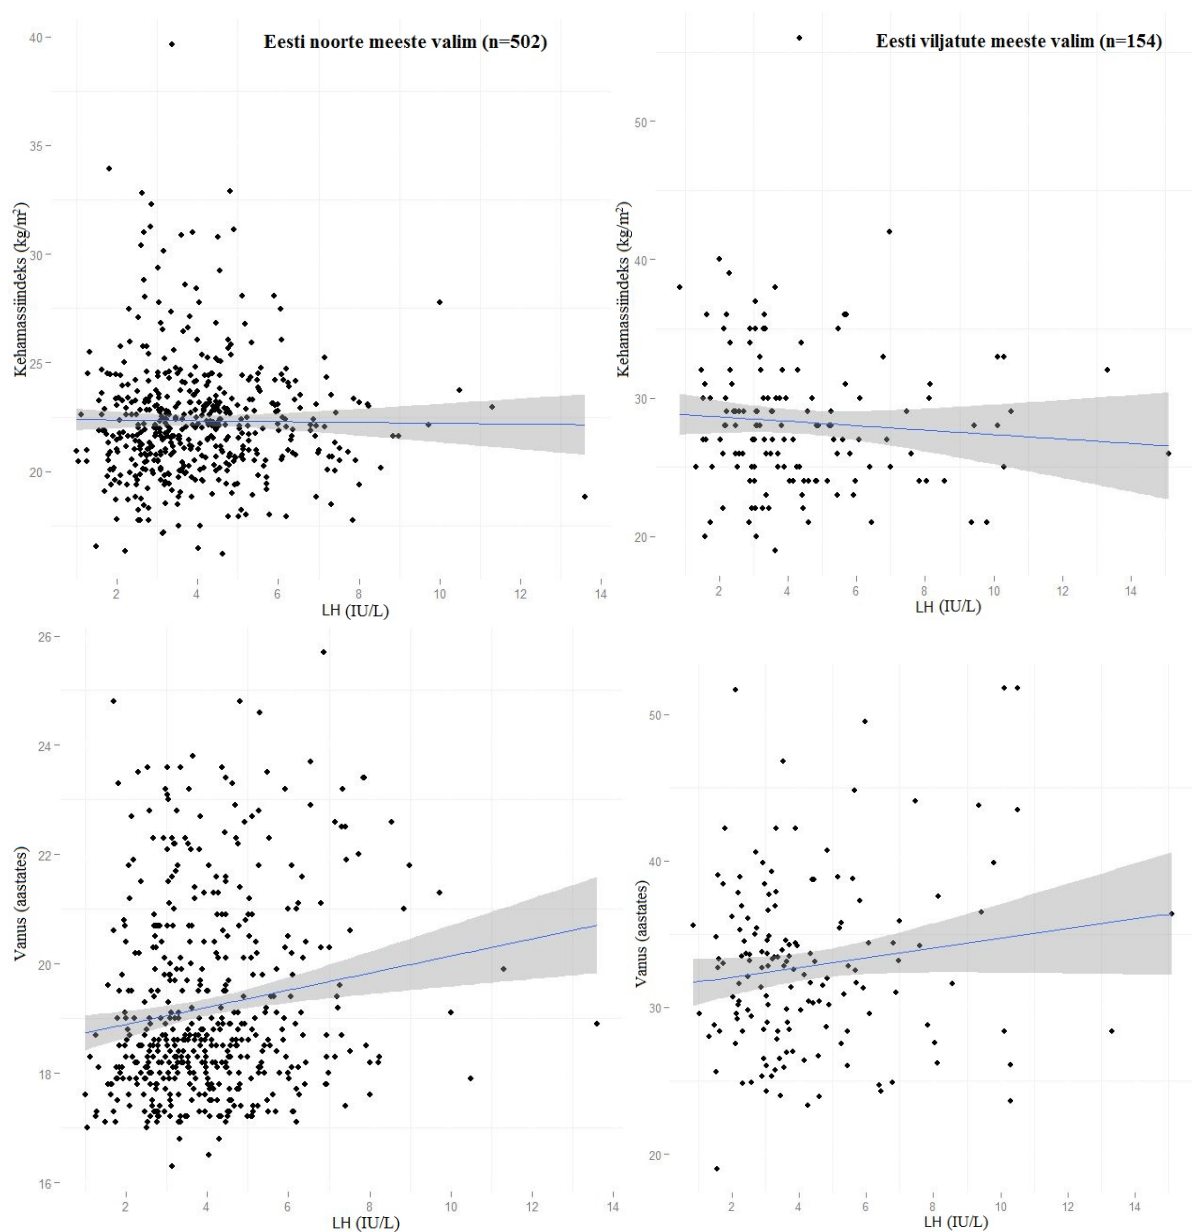 Eesti noorte meeste valim (n=502)
40
35
30
25
20
Kehamassiindeks (kg/m²)
2 4 6 8 10 12 14
LH (IU/L)
Eesti viljatute meeste valim (n=154)
50
40
30
20
Kehamassiindeks (kg/m²)
2 4 6 8 10 12 14
LH (IU/L)
26
24
22
20
18
16
Vanus (aastates)
2 4 6 8 10 12 14
LH (IU/L)
50
40
30
20
Vanus (aastates)
2 4 6 8 10 12 14
LH (IU/L)